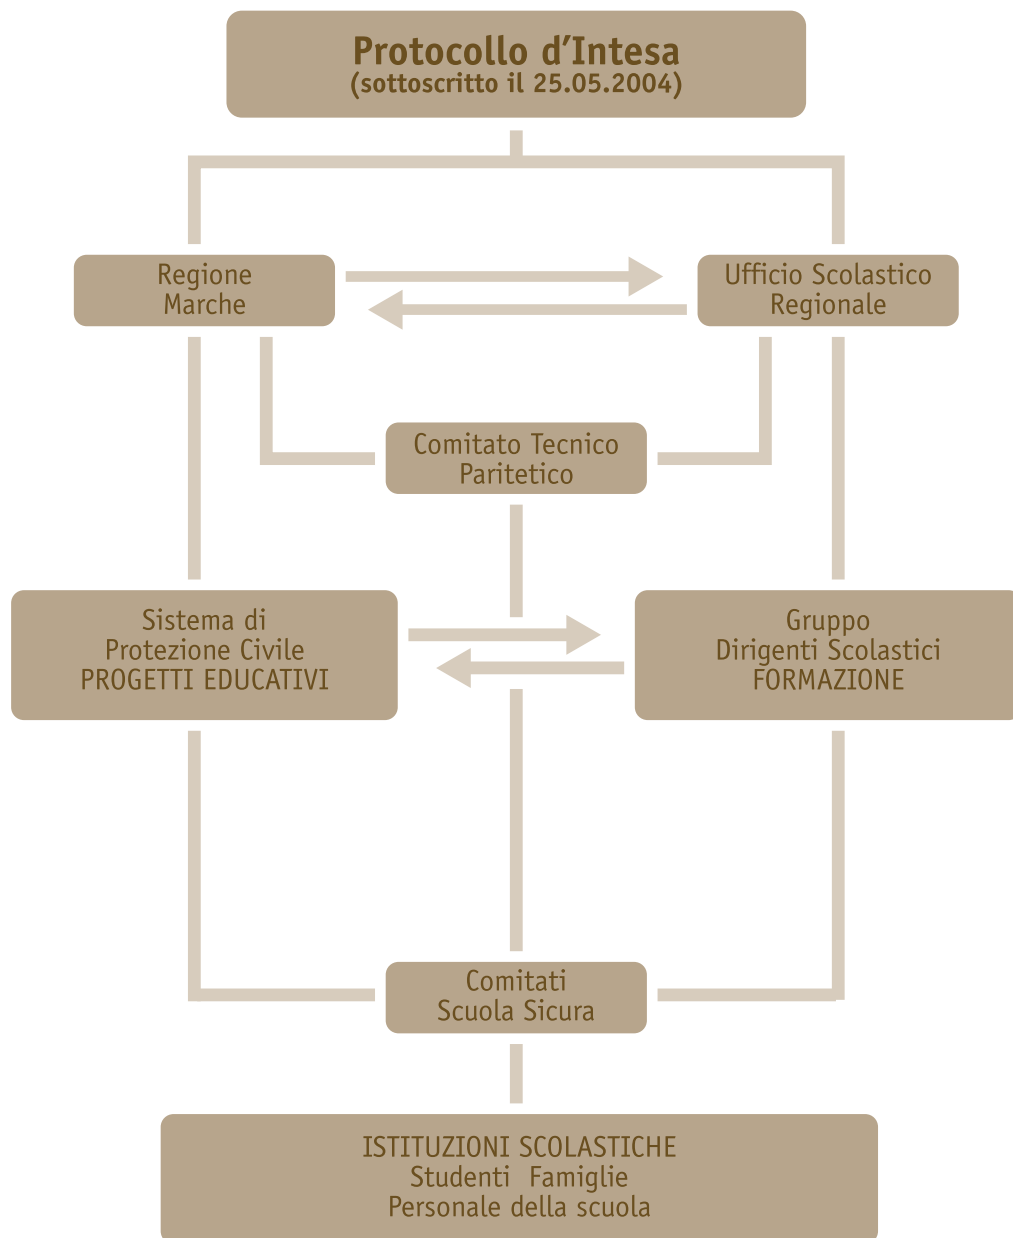 Protocollo d’Intesa
(sottoscritto il 25.05.2004)
Regione
Marche
Ufficio Scolastico
Regionale
Comitato Tecnico
Paritetico
Sistema di
Protezione Civile
PROGETTI EDUCATIVI
Gruppo
Dirigenti Scolastici
FORMAZIONE
Comitati
Scuola Sicura
ISTITUZIONI SCOLASTICHE
Studenti  Famiglie
Personale della scuola